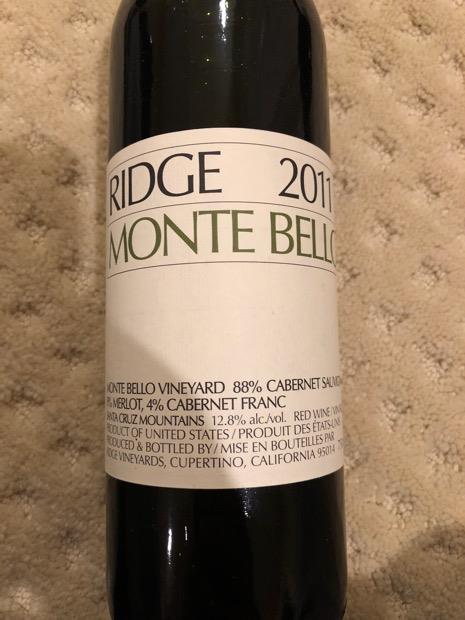 RIDGE 2011
MONTE BELLO
MONTE BELLO VINEYARD 88% CABERNET SAUVIGNON
MERLOT, 4% CABERNET FRANC
SANTA CRUZ MOUNTAINS 12.8% alc./vol. RED WINE/VIN
PRODUCT OF UNITED STATES / PRODUIT DES ÉTATS-UNIS
PRODUCED & BOTTLED BY / MISE EN BOUTEILLES PAR
RIDGE VINEYARDS, CUPERTINO, CALIFORNIA 95014